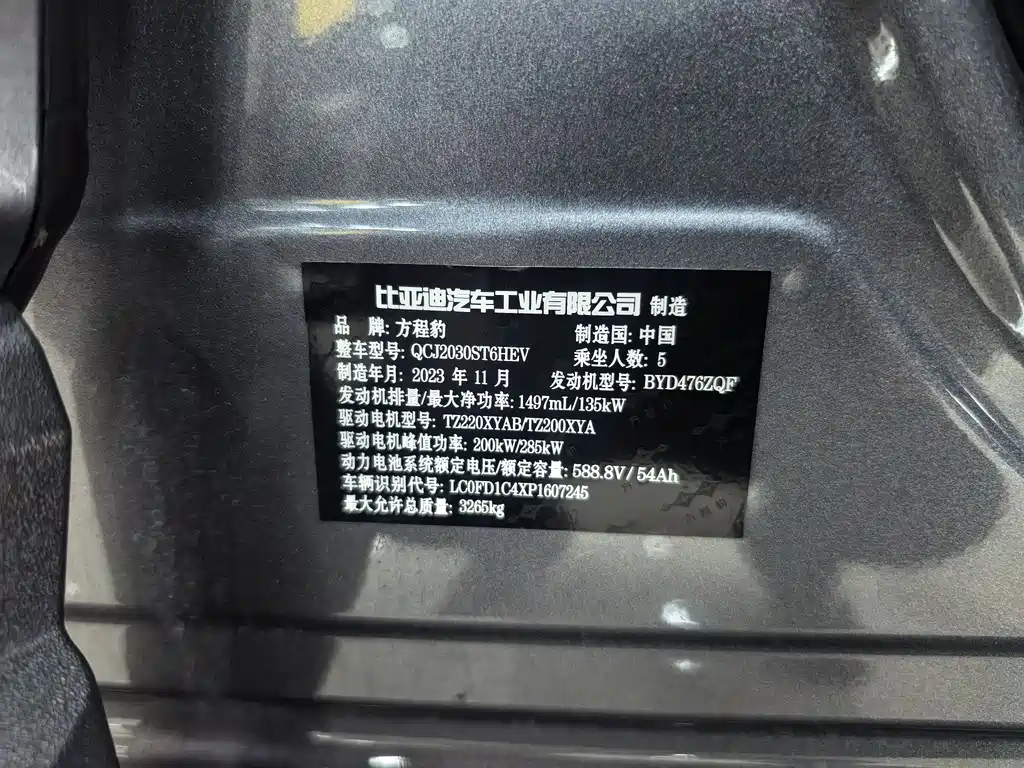 比亚迪汽车工业有限公司 制造
品 牌: 方程豹 制造国: 中国
整车型号: QCJ2030ST6HEV 乘坐人数: 5
制造年月: 2023 年 11 月 发动机型号: BYD476ZQF
发动机排量/最大净功率: 1497mL/135kW
驱动电机型号: TZ220XYAB/TZ200XYA
驱动电机峰值功率: 200kW/285kW
动力电池系统额定电压/额定容量: 588.8V/ 54Ah
车辆识别代号: LC0FD1C4XP1607245
最大允许总质量: 3265kg